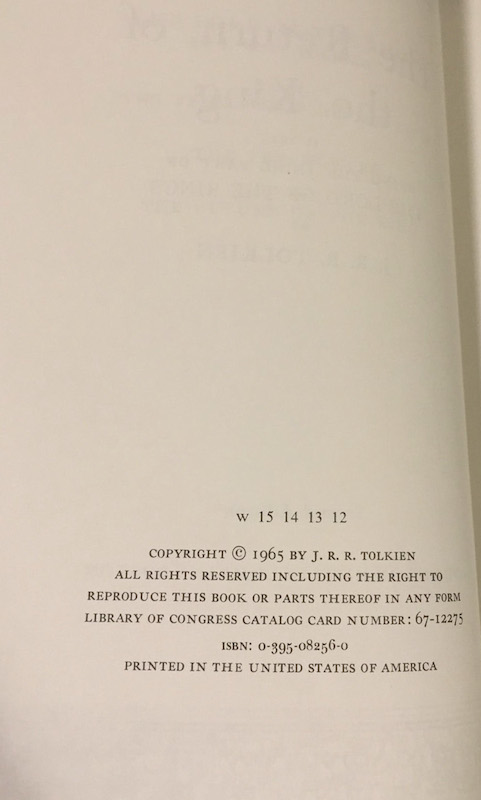 W 15 14 13 12
COPYRIGHT © 1965 BY J. R. R. TOLKIEN
ALL RIGHTS RESERVED INCLUDING THE RIGHT TO
REPRODUCE THIS BOOK OR PARTS THEREOF IN ANY FORM
LIBRARY OF CONGRESS CATALOG CARD NUMBER: 67-12275
ISBN: 0-395-08256-0
PRINTED IN THE UNITED STATES OF AMERICA